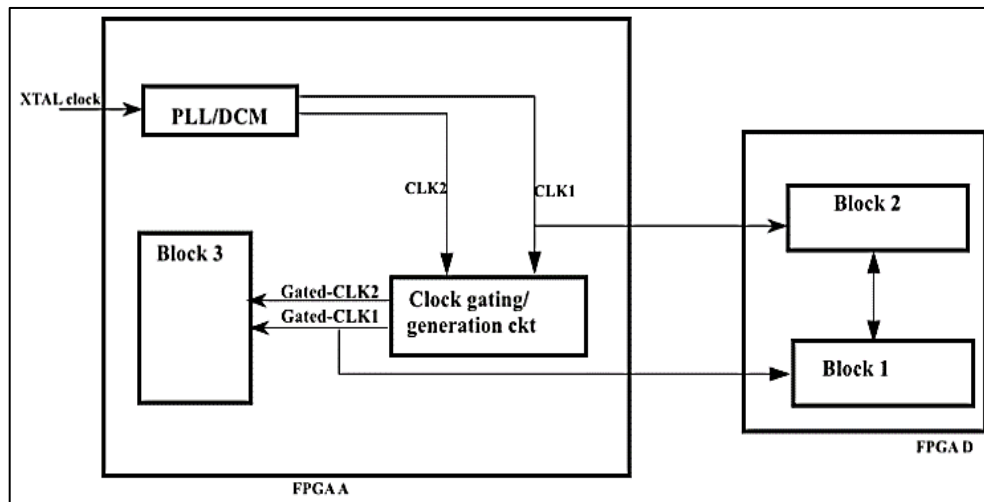 XTAL clock
PLL/DCM
CLK2
CLK1
Block 2
Block 3
Gated-CLK2
Gated-CLK1
Clock gating/
generation ckt
Block 1
FPGA D
FPGA A